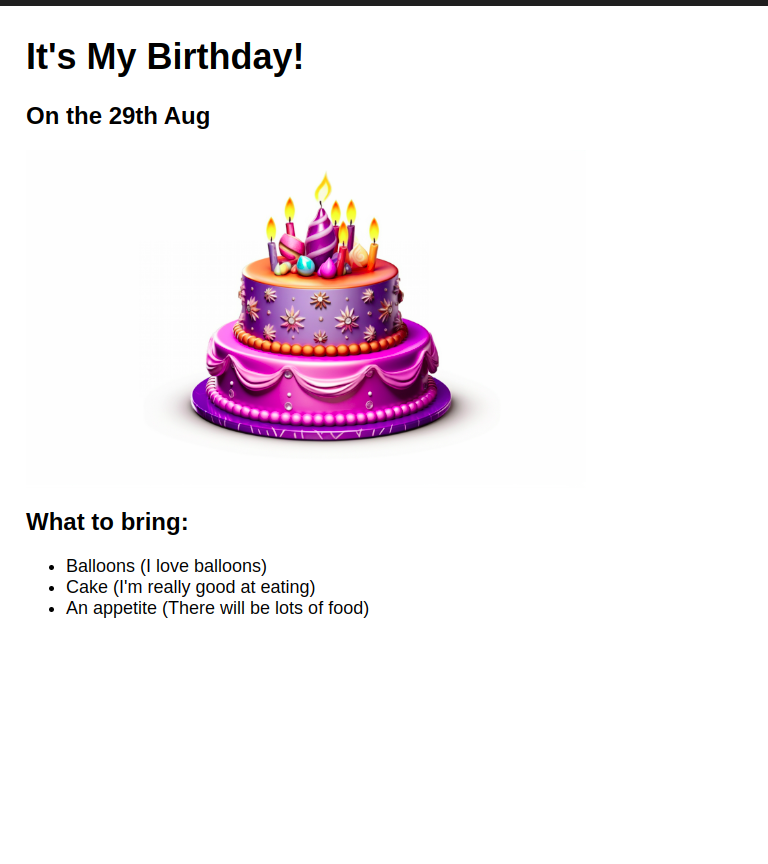 It's My Birthday!
On the 29th Aug
What to bring:
Balloons (I love balloons)
Cake (I'm really good at eating)
An appetite (There will be lots of food)